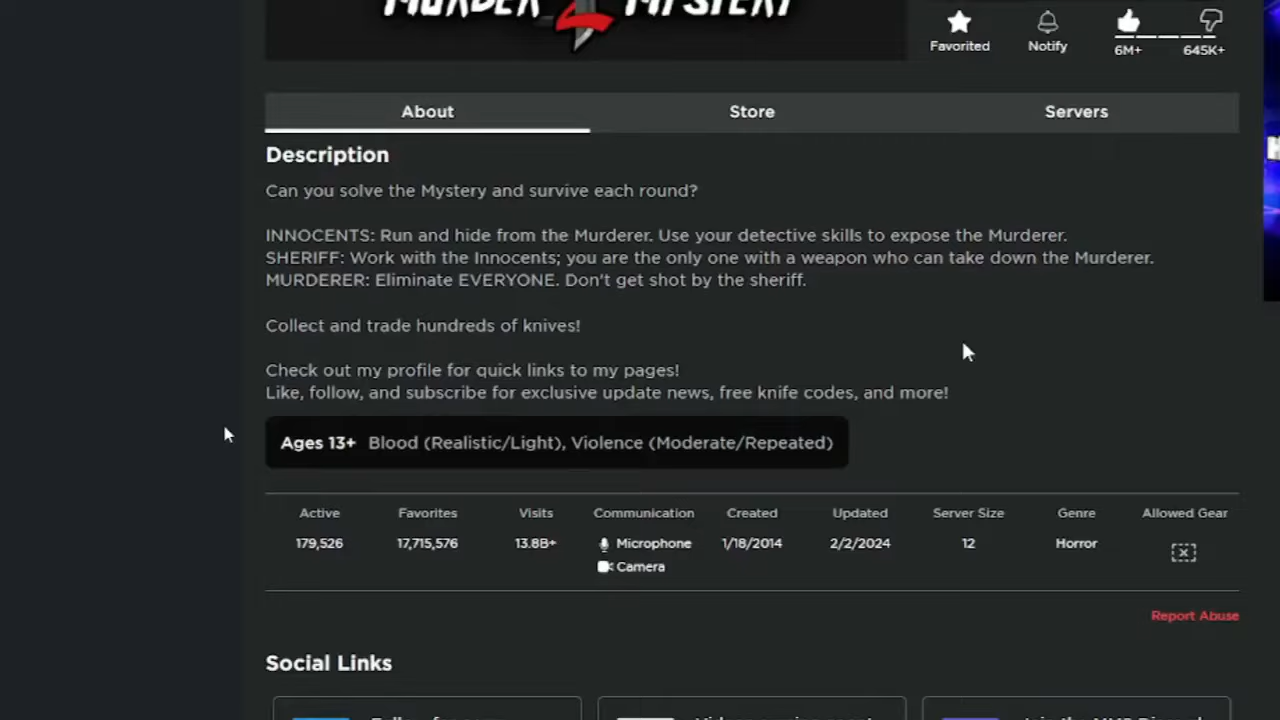 MURDER 2 MYSTERY
Favorited
Notify
6M+
645K+
About
Store
Servers
Description
Can you solve the Mystery and survive each round?
INNOCENTS: Run and hide from the Murderer. Use your detective skills to expose the Murderer.
SHERIFF: Work with the Innocents; you are the only one with a weapon who can take down the Murderer.
MURDERER: Eliminate EVERYONE. Don't get shot by the sheriff.
Collect and trade hundreds of knives!
Check out my profile for quick links to my pages!
Like, follow, and subscribe for exclusive update news, free knife codes, and more!
Ages 13+ Blood (Realistic/Light), Violence (Moderate/Repeated)
Active Favorites Visits Communication Created Updated Server Size Genre Allowed Gear
179,526 17,715,576 13.8B+ Microphone 1/18/2014 2/2/2024 12 Horror
Camera
Report Abuse
Social Links